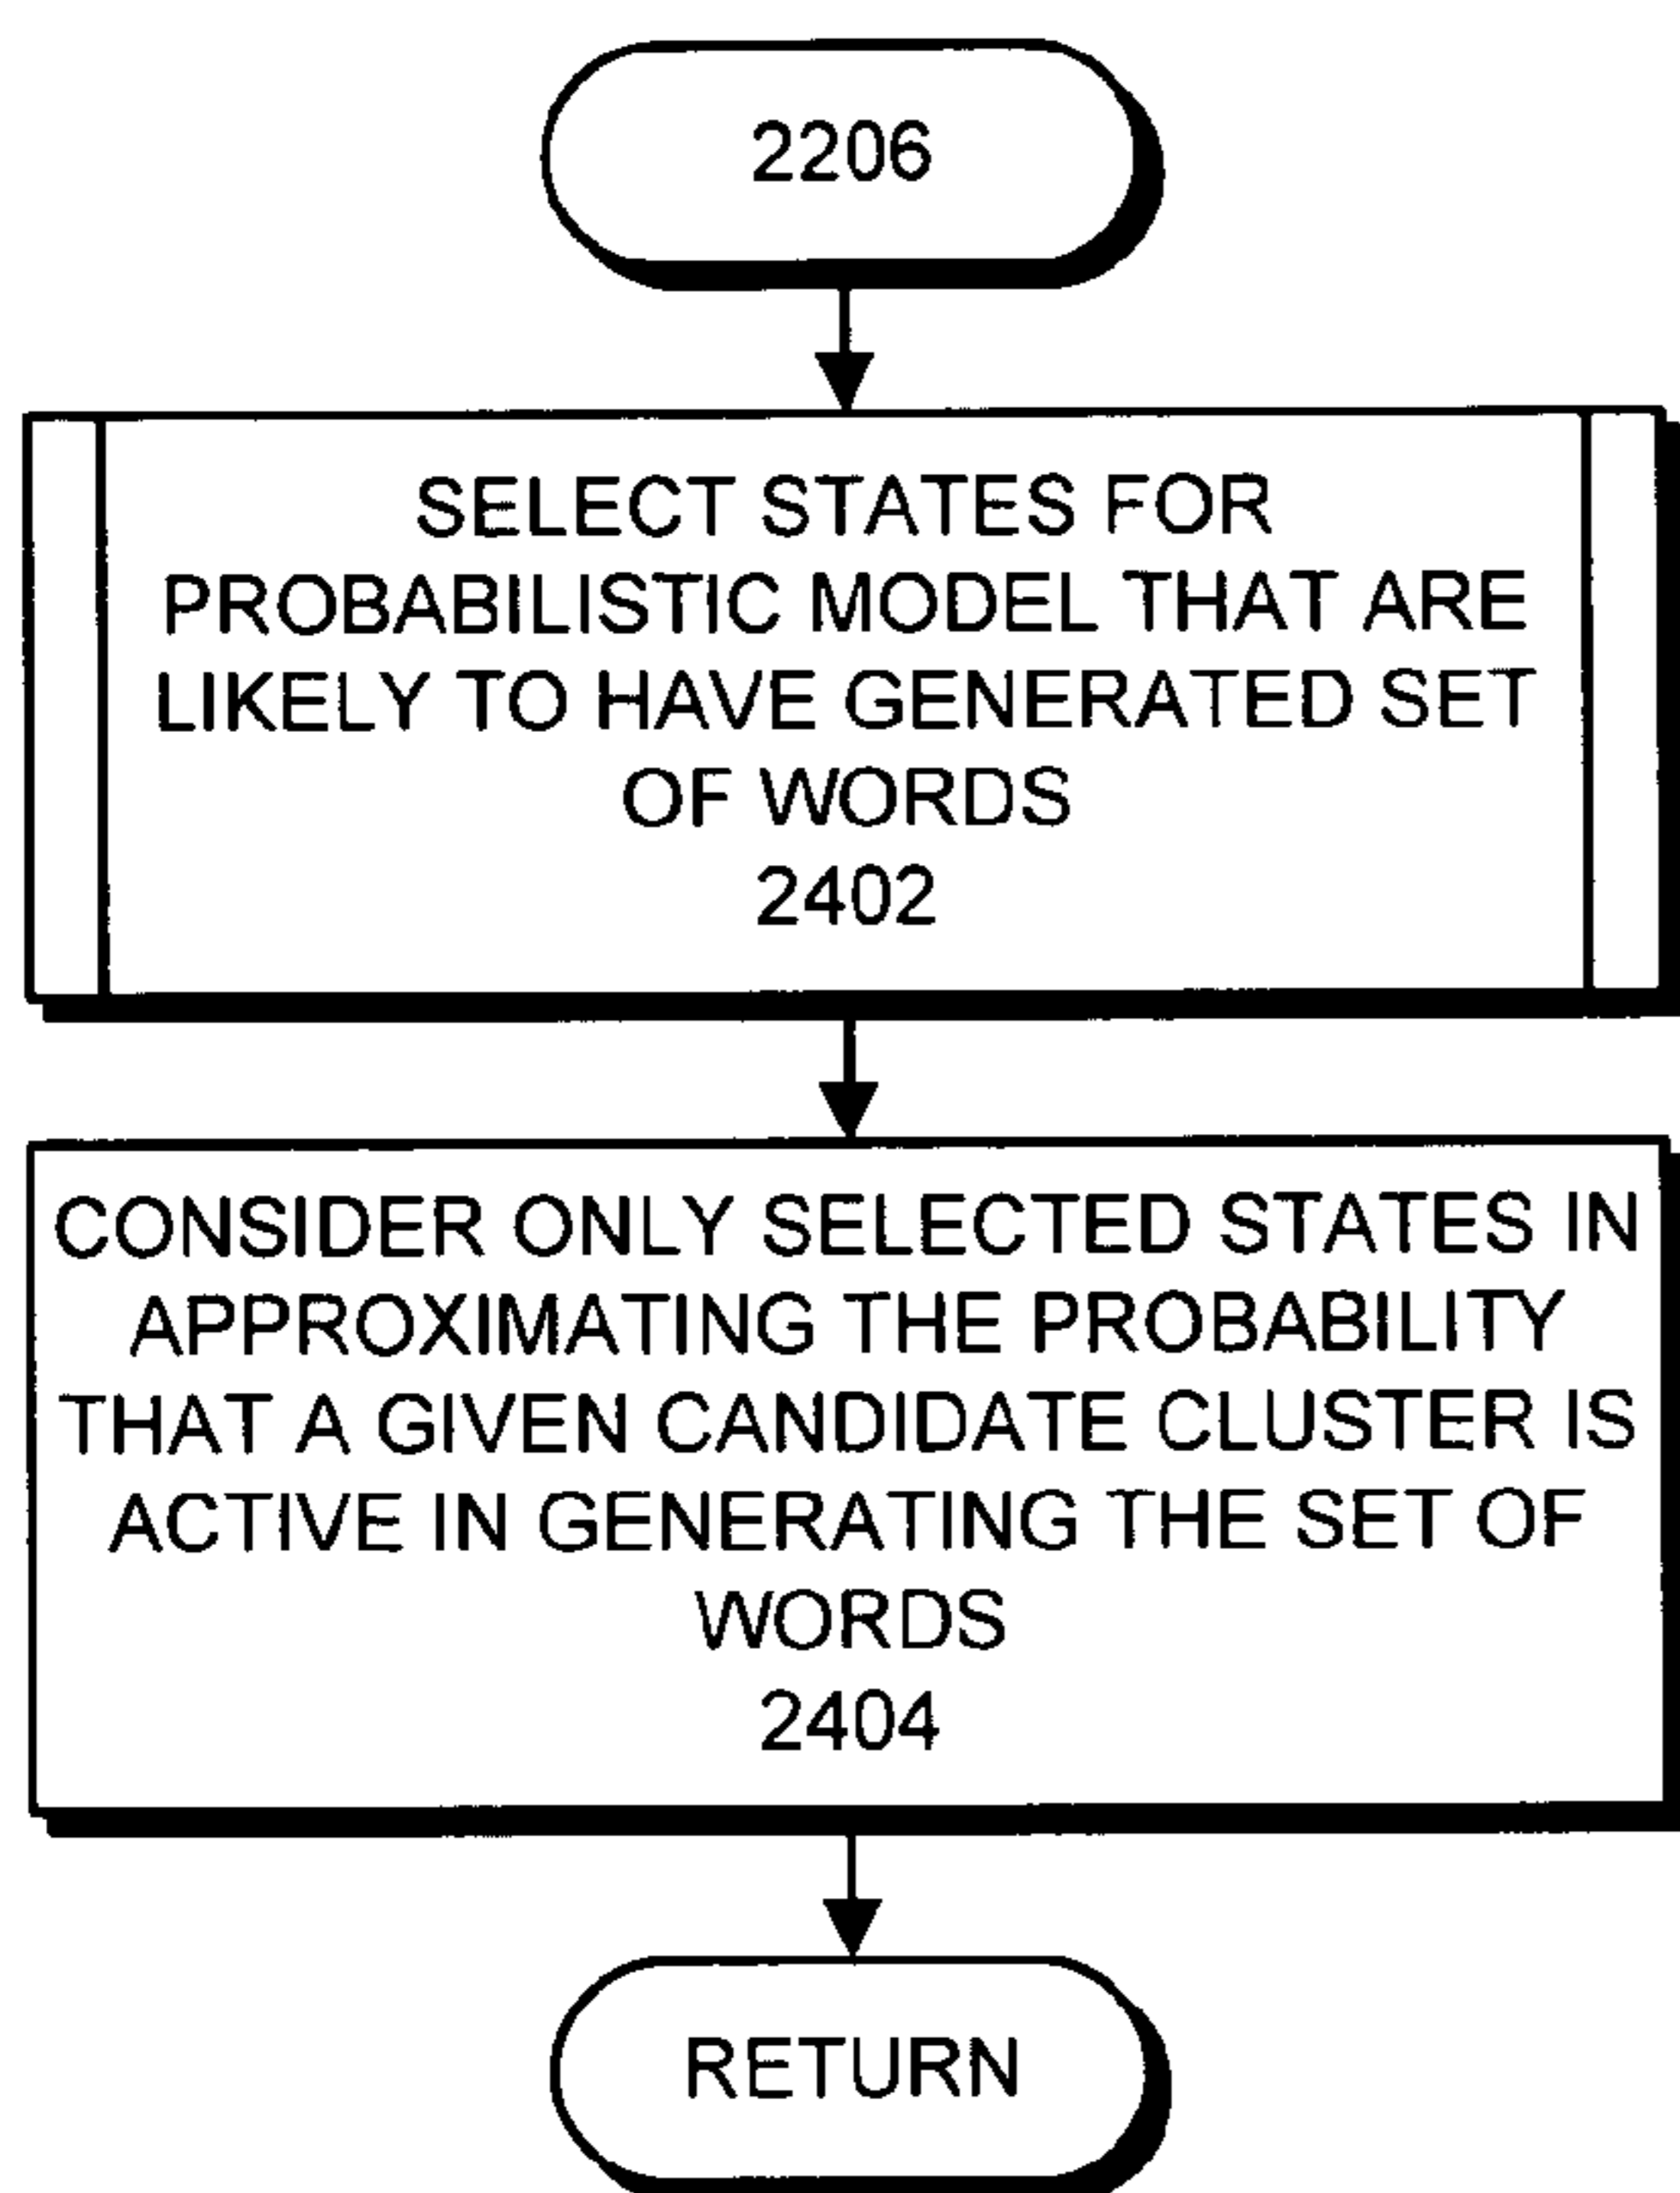 2206
SELECT STATES FOR
PROBABILISTIC MODEL THAT ARE
LIKELY TO HAVE GENERATED SET
OF WORDS
2402
CONSIDER ONLY SELECTED STATES IN
APPROXIMATING THE PROBABILITY
THAT A GIVEN CANDIDATE CLUSTER IS
ACTIVE IN GENERATING THE SET OF
WORDS
2404
RETURN